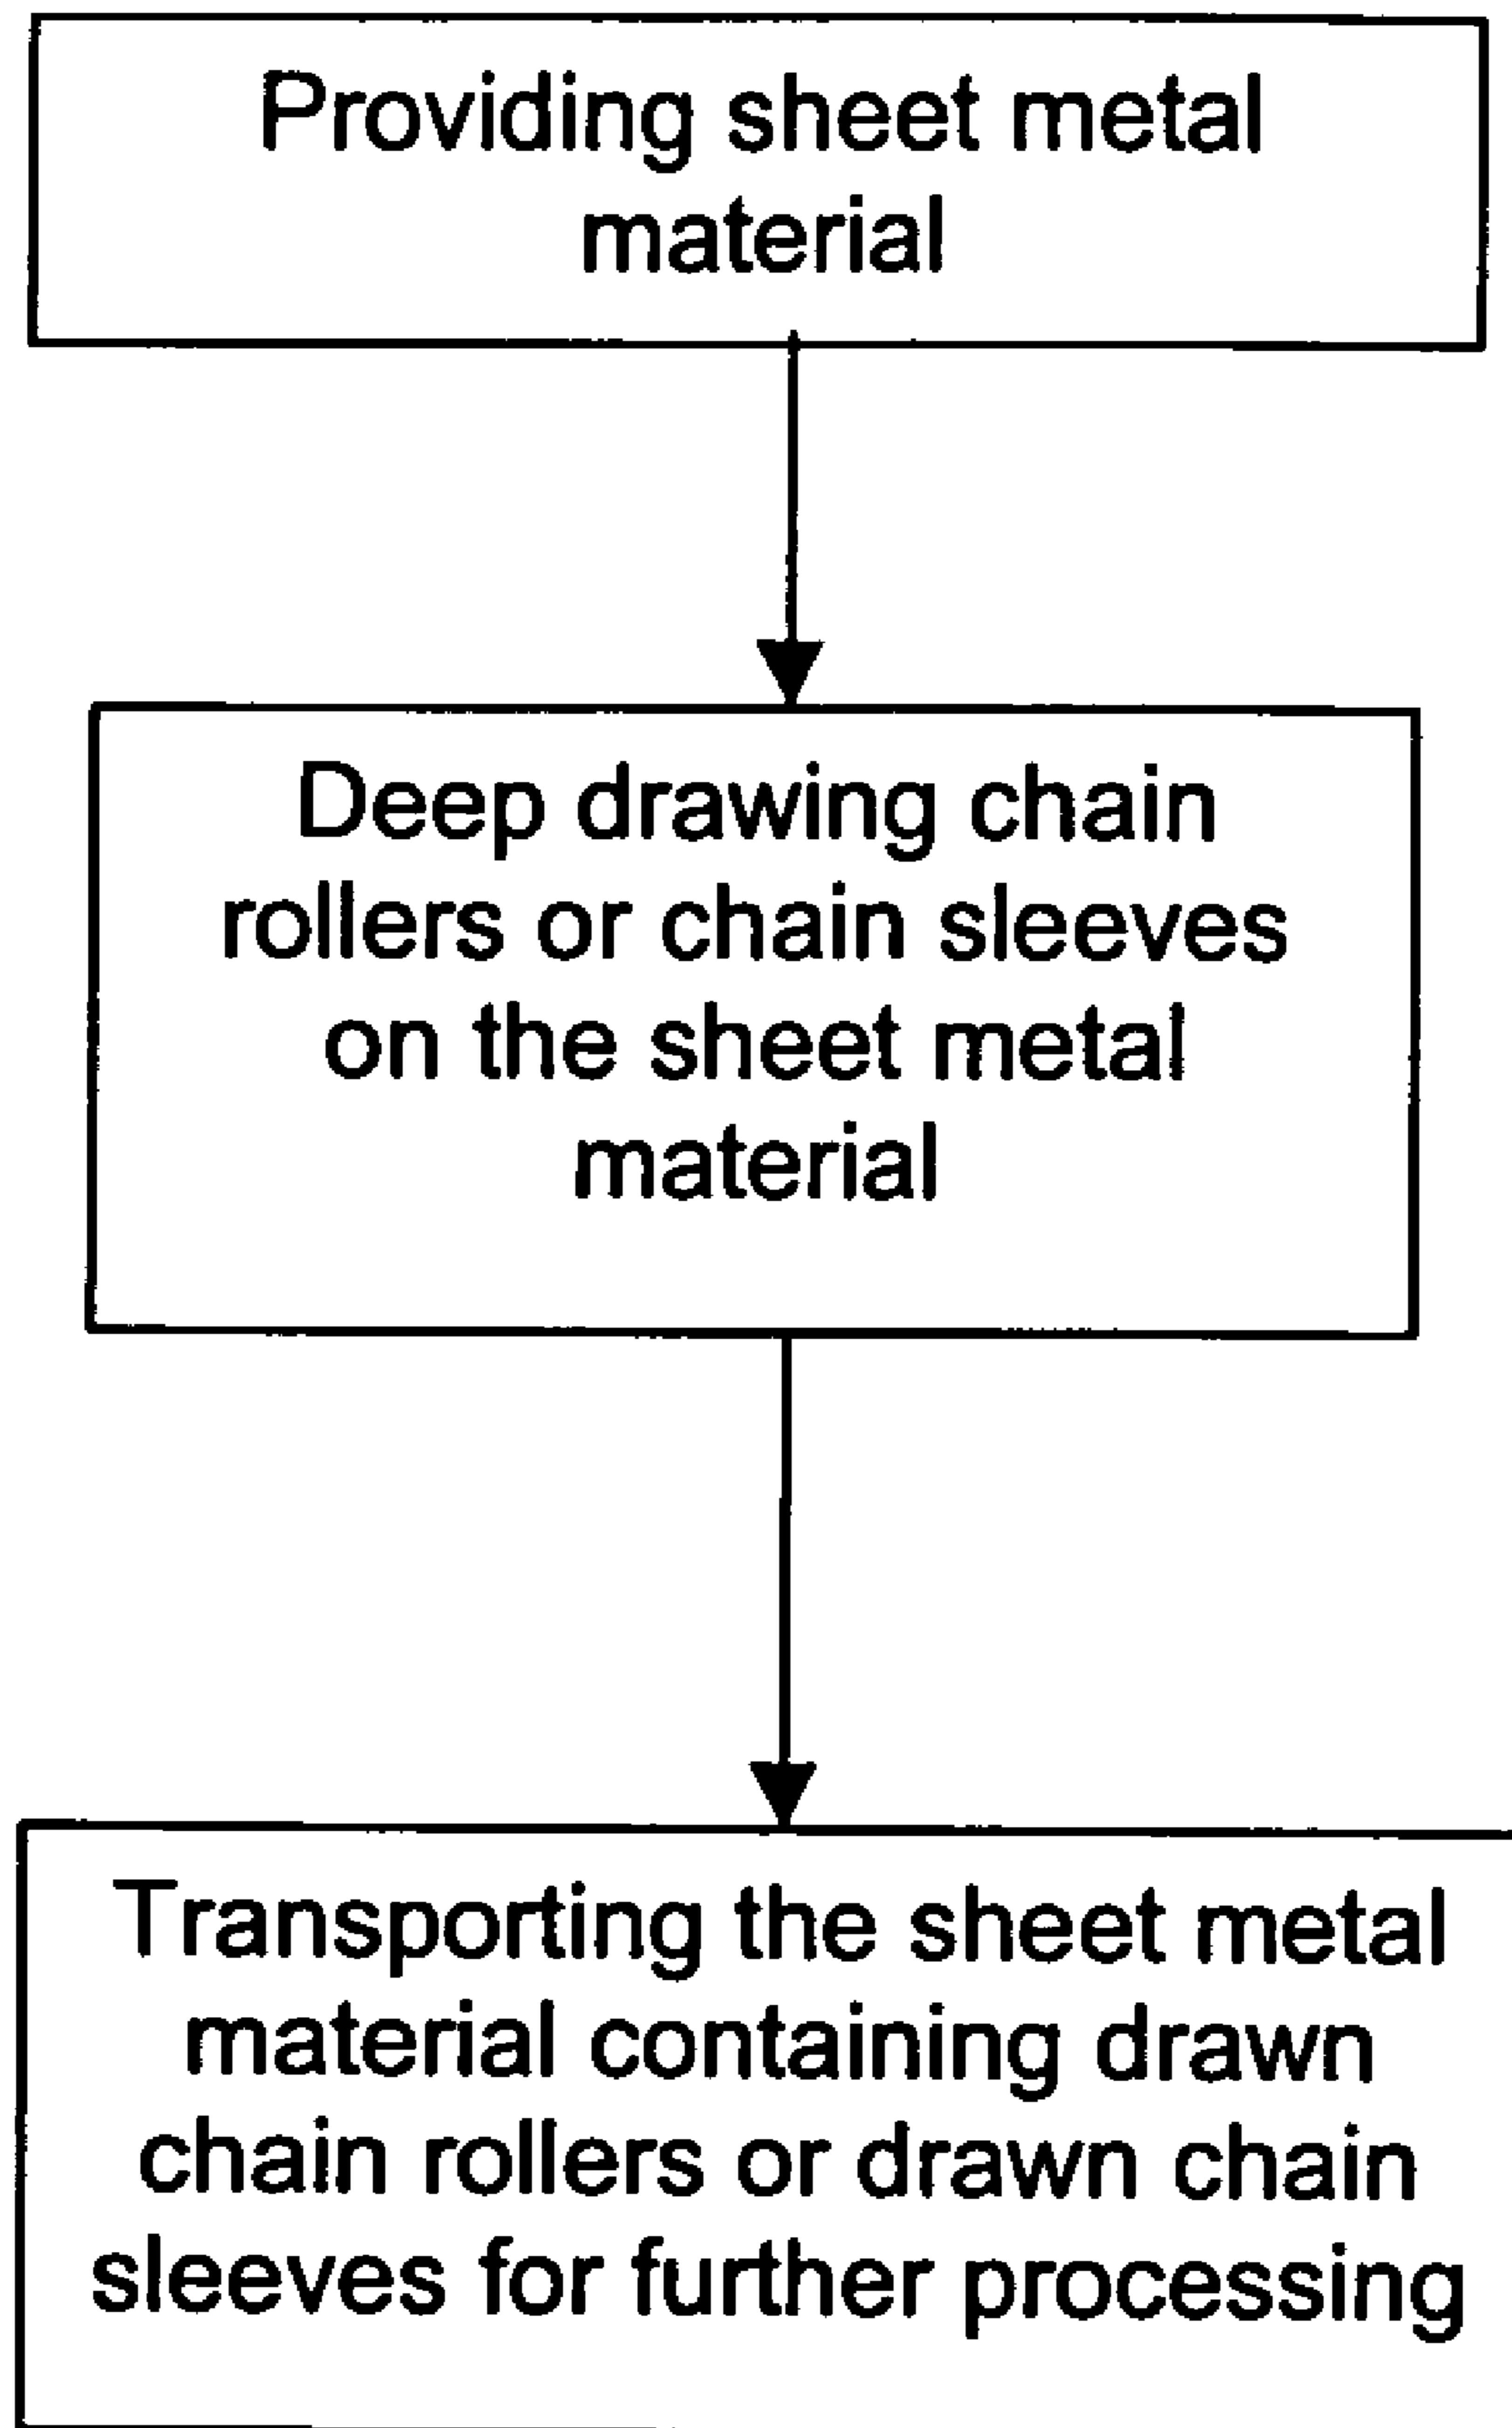 Providing sheet metal
material
Deep drawing chain
rollers or chain sleeves
on the sheet metal
material
Transporting the sheet metal
material containing drawn
chain rollers or drawn chain
sleeves for further processing